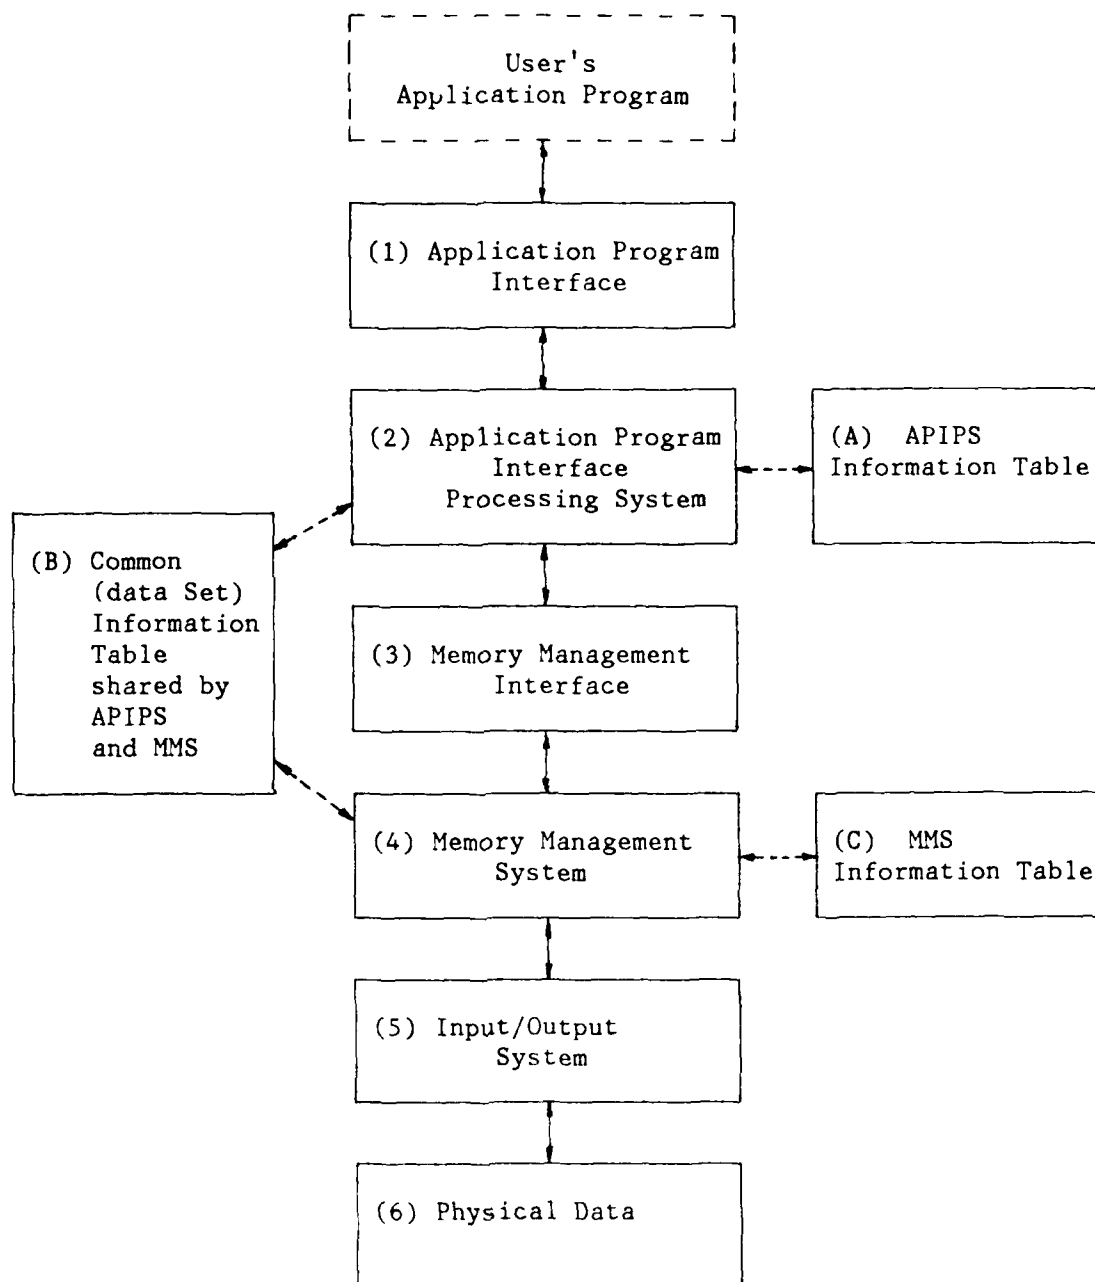 User's
Application Program
(1) Application Program
Interface
(2) Application Program
Interface
Processing System
(A) APIPS
Information Table
(B) Common
(data Set)
Information
Table
shared by
APIPS
and MMS
(3) Memory Management
Interface
(4) Memory Management
System
(C) MMS
Information Table
(5) Input/Output
System
(6) Physical Data